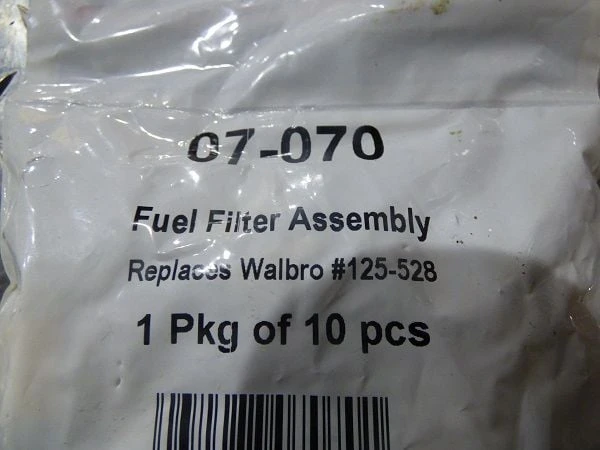 07-070
Fuel Filter Assembly
Replaces Walbro #125-528
1 Pkg of 10 pcs